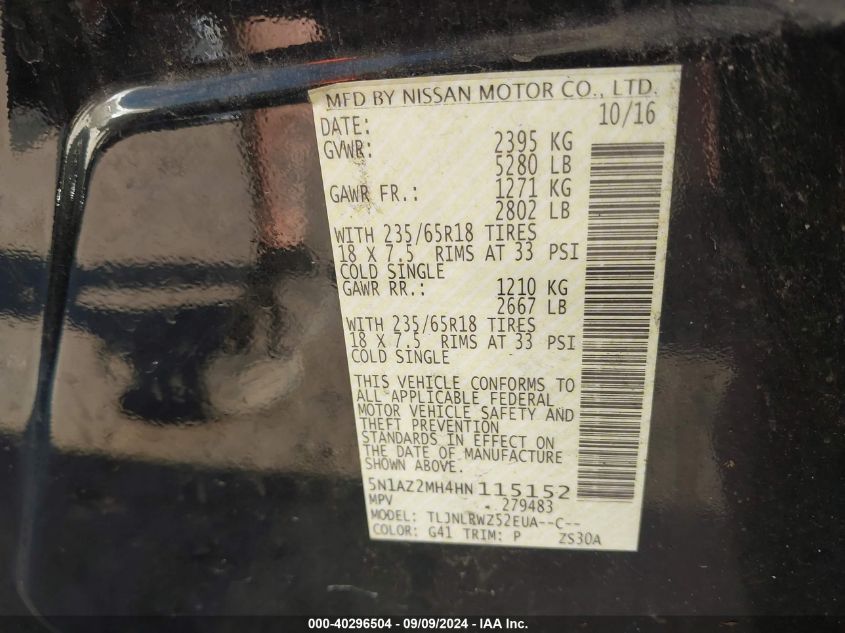 MFD BY NISSAN MOTOR CO., LTD.
DATE: 10/16
GVWR: 2395 KG
5280 LB
GAWR FR.: 1271 KG
2802 LB
WITH 235/65R18 TIRES
18 X 7.5 RIMS AT 33 PSI
COLD SINGLE
GAWR RR.: 1210 KG
2667 LB
WITH 235/65R18 TIRES
18 X 7.5 RIMS AT 33 PSI
COLD SINGLE
THIS VEHICLE CONFORMS TO
ALL APPLICABLE FEDERAL
MOTOR VEHICLE SAFETY AND
THEFT PREVENTION
STANDARDS IN EFFECT ON
THE DATE OF MANUFACTURE
SHOWN ABOVE.
5N1AZ2MH4HN 115152
MPV 279483
MODEL: TLJNLRWZ52EUA--C--
COLOR: G41 TRIM: P ZS30A
000-40296504 - 09/09/2024 - IAA Inc.